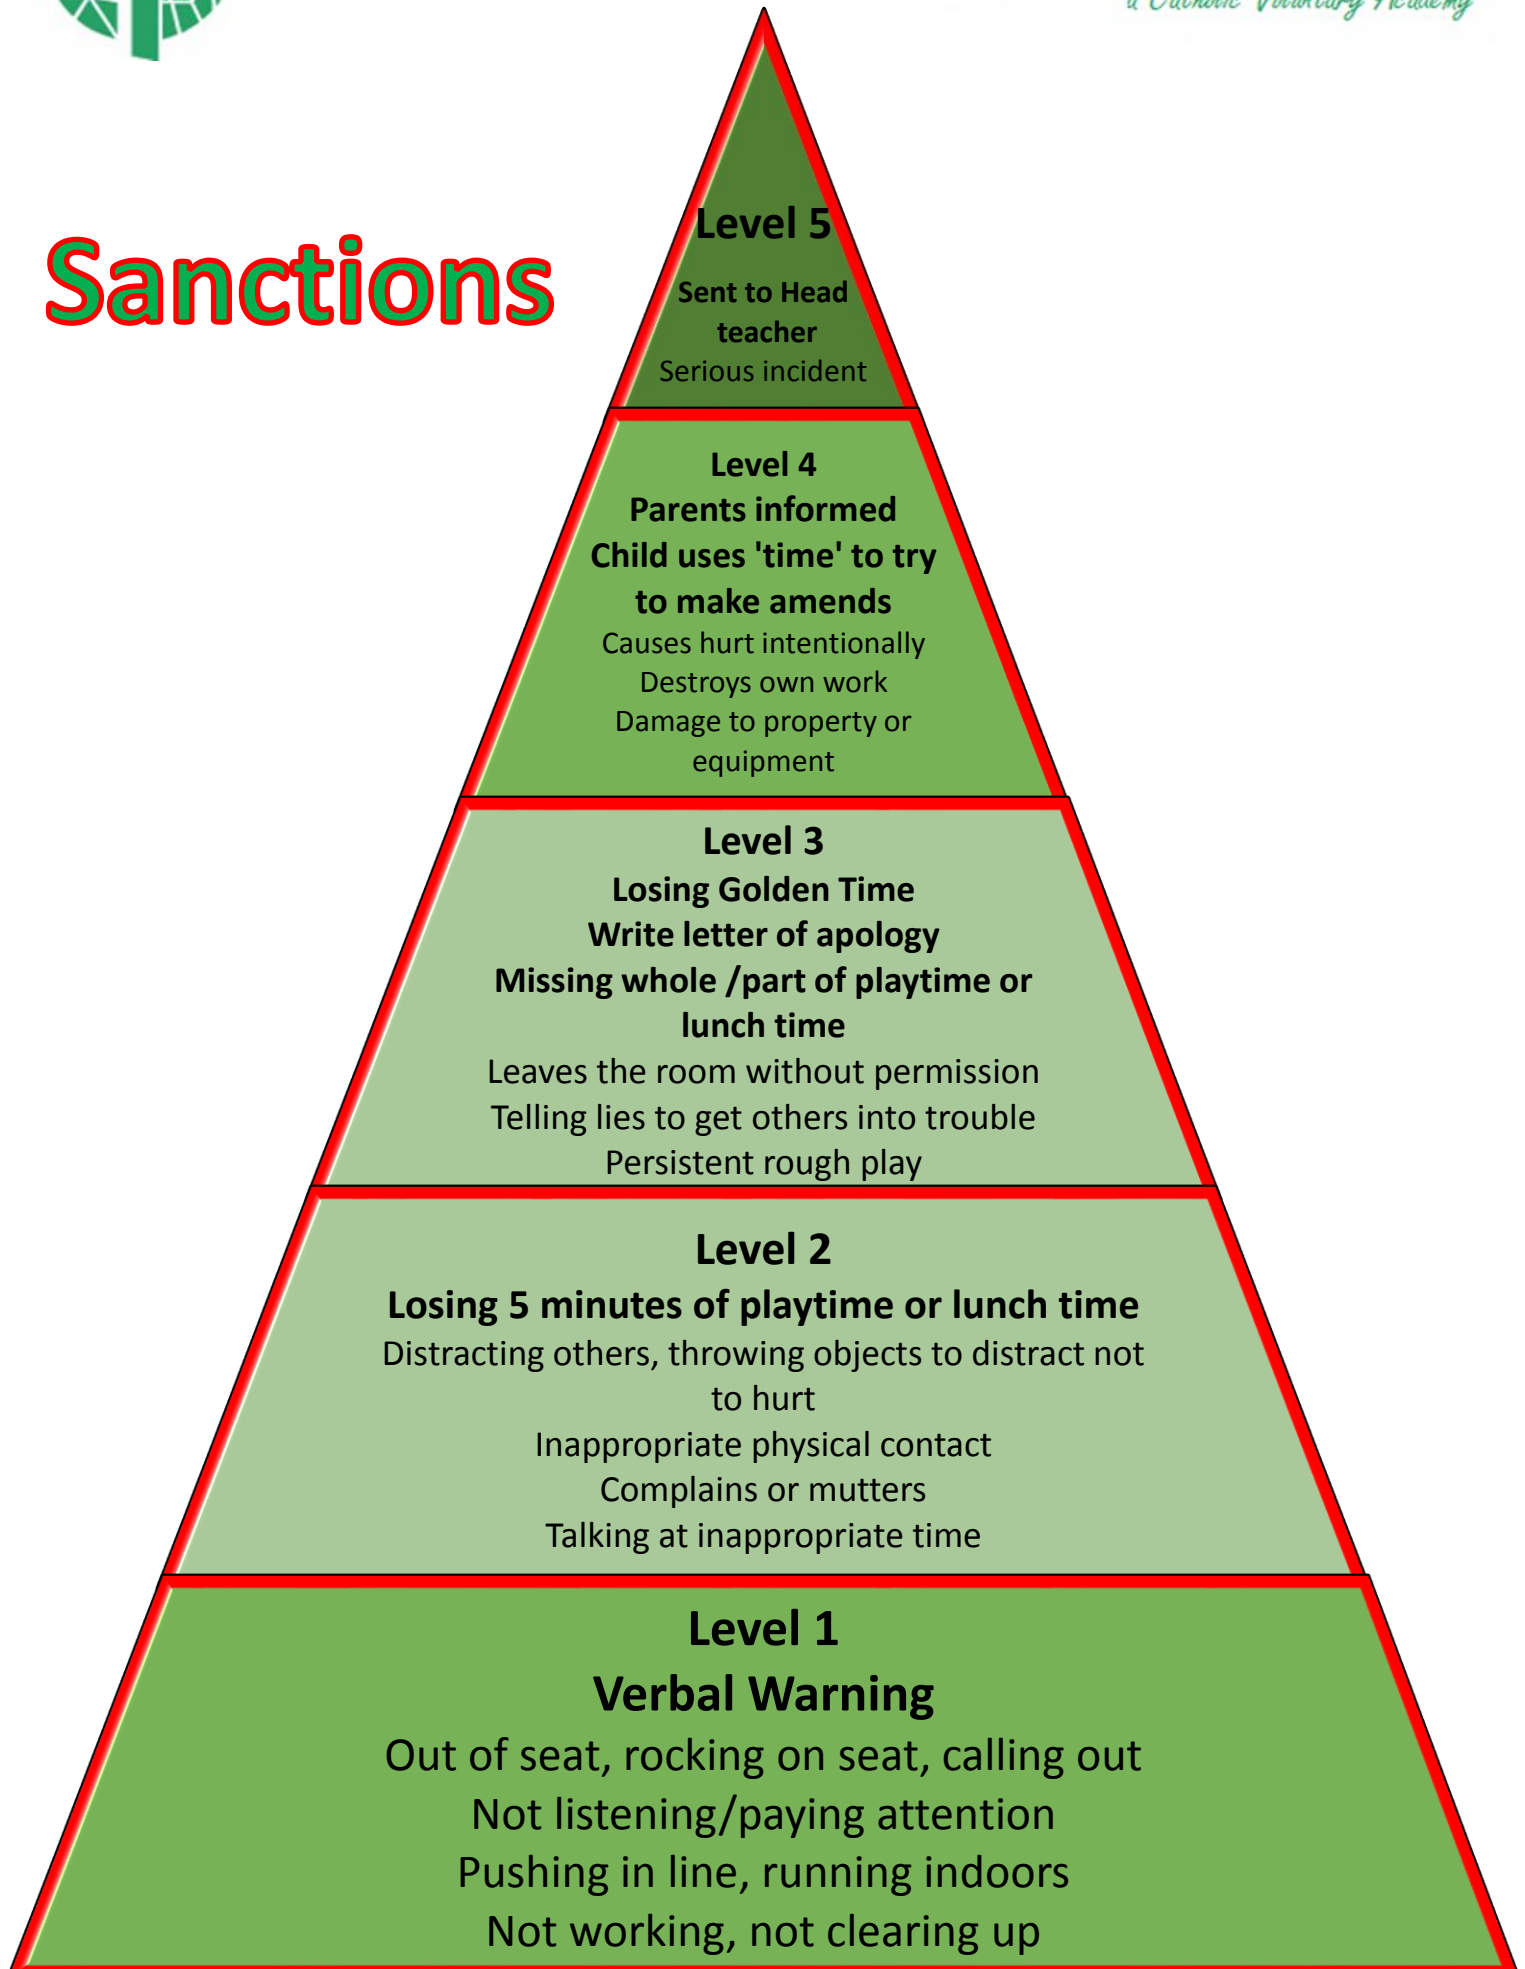 a Catholic Voluntary Academy
Sanctions
Level 5
Sent to Head
teacher
Serious incident
Level 4
Parents informed
Child uses 'time' to try
to make amends
Causes hurt intentionally
Destroys own work
Damage to property or
equipment
Level 3
Losing Golden Time
Write letter of apology
Missing whole /part of playtime or
lunch time
Leaves the room without permission
Telling lies to get others into trouble
Persistent rough play
Level 2
Losing 5 minutes of playtime or lunch time
Distracting others, throwing objects to distract not
to hurt
Inappropriate physical contact
Complains or mutters
Talking at inappropriate time
Level 1
Verbal Warning
Out of seat, rocking on seat, calling out
Not listening/paying attention
Pushing in line, running indoors
Not working, not clearing up